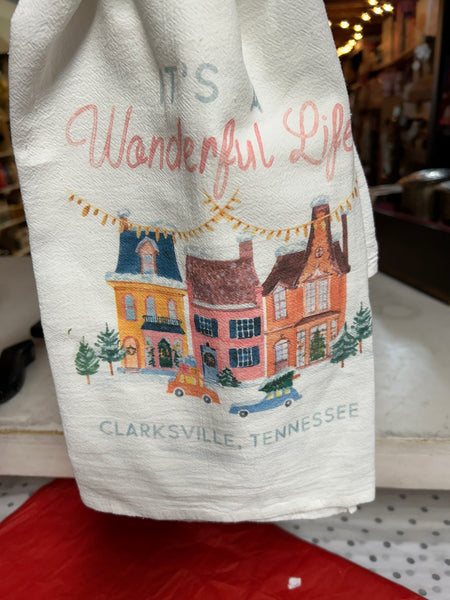 IT'S A
Wonderful Life
CLARKSVILLE, TENNESSEE